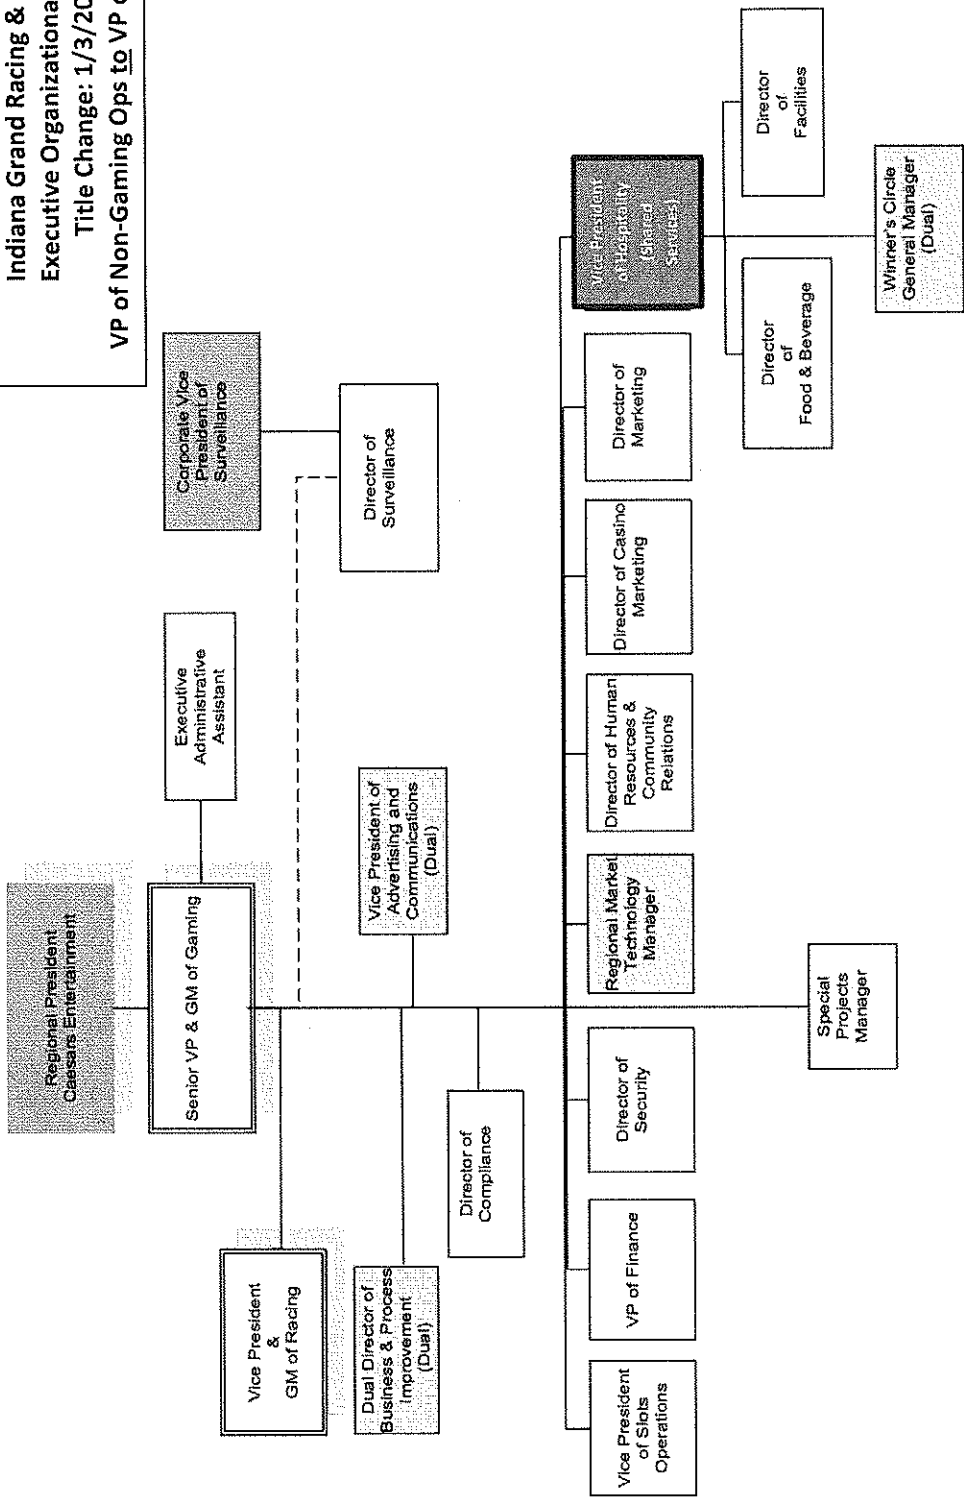 Indiana Grand Racing &
Executive Organizational
Title Change: 1/3/20
VP of Non-Gaming Ops to VP
Regional President
Caesars Entertainment
Senior VP & GM of Gaming
Executive
Administrative
Assistant
Corporate Vice
President of
Surveillance
Director of
Surveillance
Vice President
&
GM of Racing
Dual Director of
Business & Process
Improvement
(Dual)
Vice President of
Advertising and
Communications
(Dual)
Director of
Compliance
Vice President
of Slots
Operations
VP of Finance
Director of
Security
Regional Market
Technology
Manager
Director of Human
Resources &
Community
Relations
Director of Casino
Marketing
Director of
Marketing
Vice President
of Hospitality
(Shared
Services)
Special
Projects
Manager
Director
of
Food & Beverage
Director
of
Facilities
Winner's Circle
General Manager
(Dual)